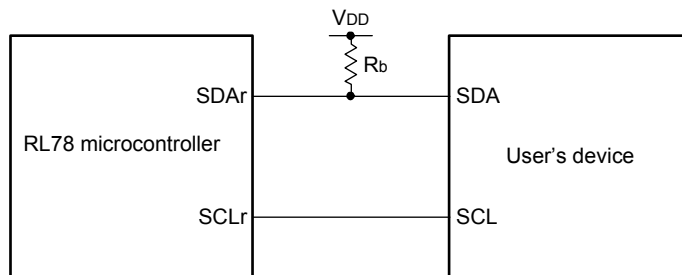 VDD
Rb
SDAr
SDA
RL78 microcontroller
User's device
SCLr
SCL